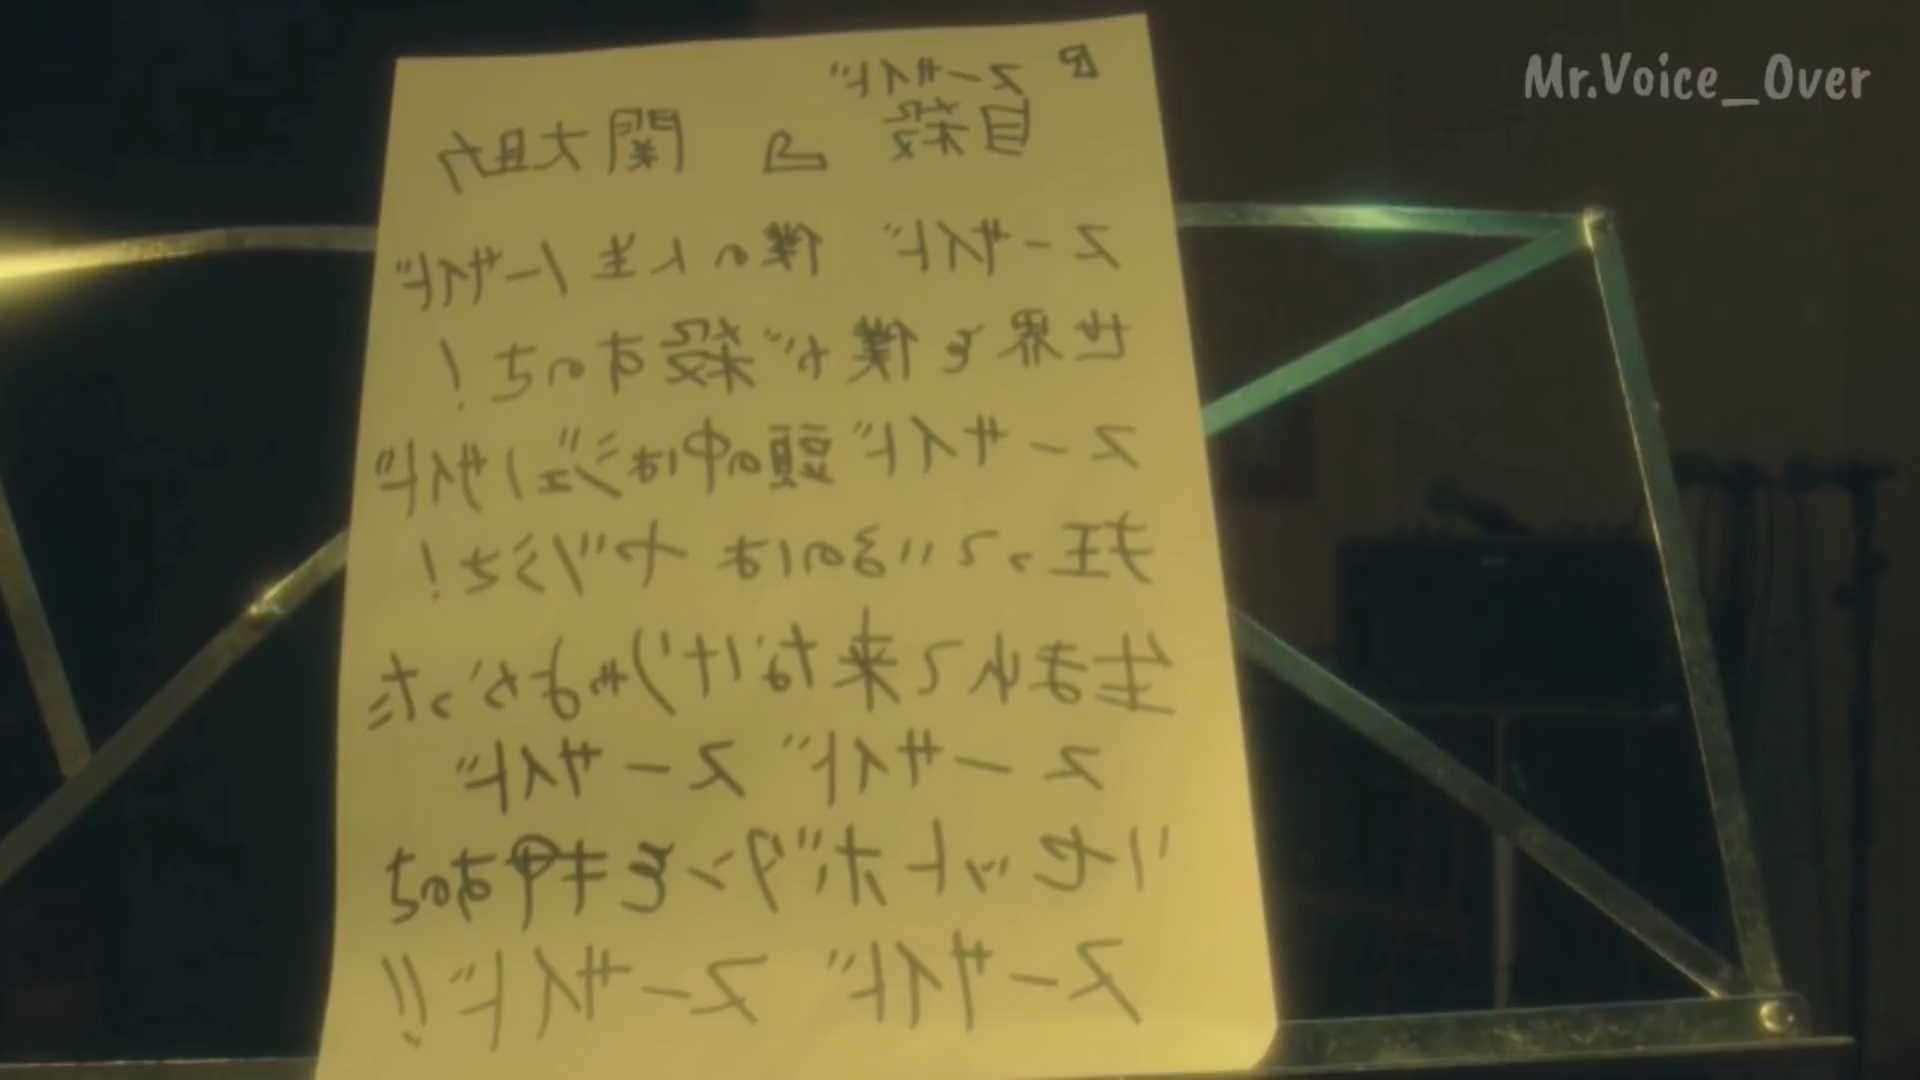 Mr.Voice_Over
「自殺」 関大助
スーサイド
スーサイド 僕の人生ノーサイド
世界を僕が殺すのさ!
スーサイド 頭の中はジェノサイド
狂っているのは ヤツらさ!
生まれて来なけりゃよかった
スーサイド スーサイド
リセットボタンを押すのさ
スーサイド スーサイド!!